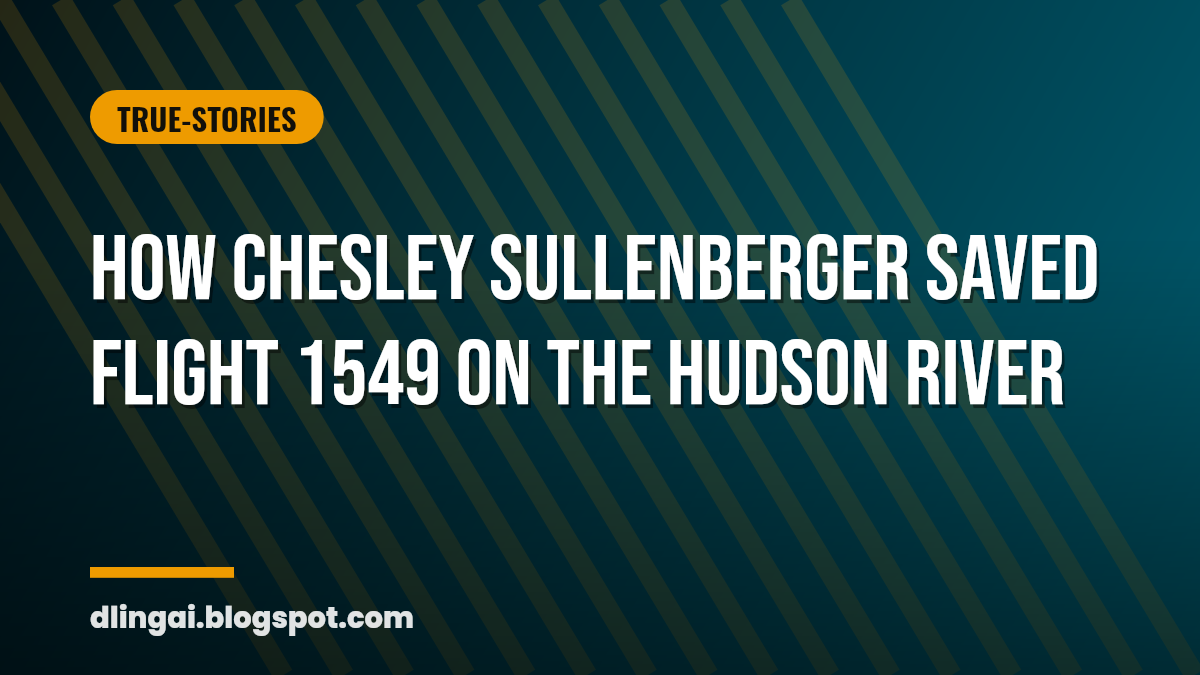 TRUE-STORIES
HOW CHESLEY SULLENBERGER SAVED
FLIGHT 1549 ON THE HUDSON RIVER
dlingai.blogspot.com